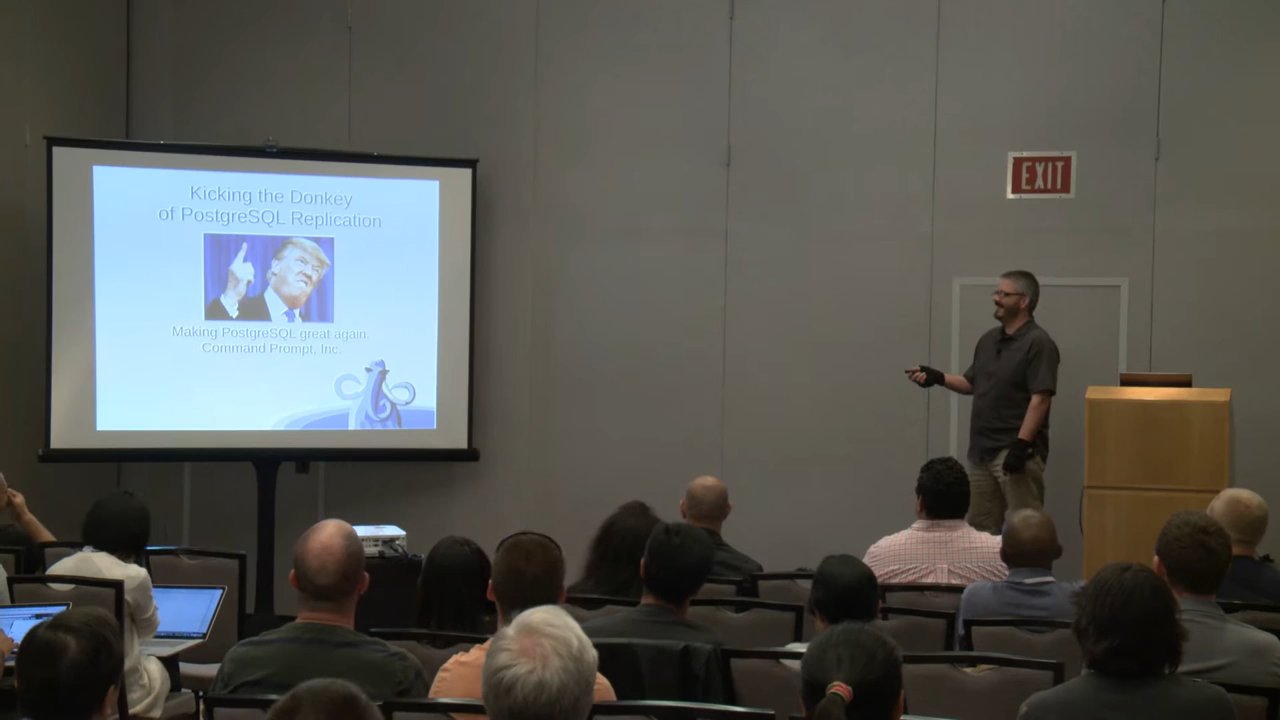 Kicking the Donkey
of PostgreSQL Replication
Making PostgreSQL great again.
Command Prompt, Inc.
EXIT